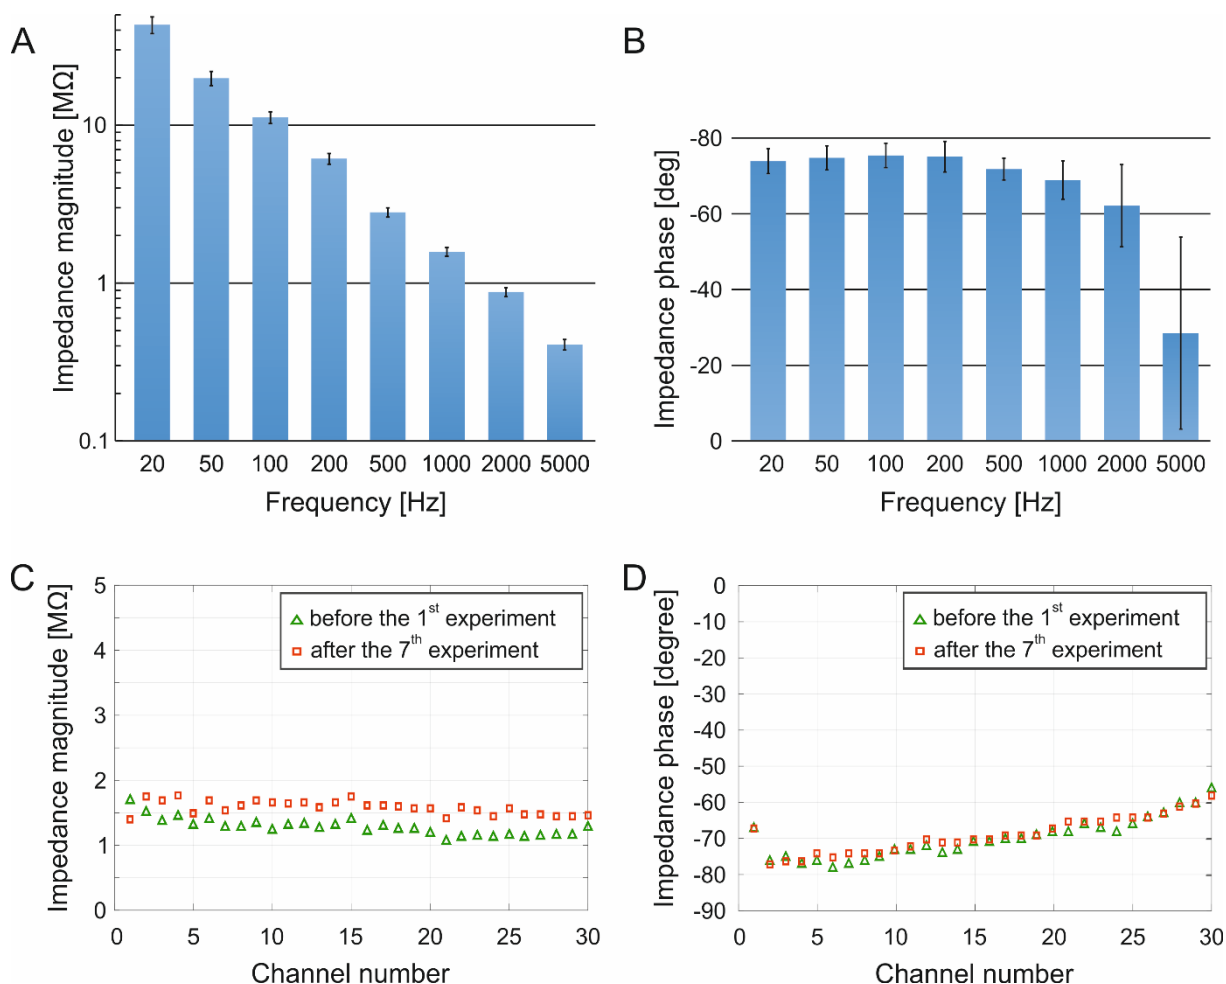 A
Impedance magnitude [MΩ]
10
1
0.1
20 50 100 200 500 1000 2000 5000
Frequency [Hz]
B
Impedance phase [deg]
-80
-60
-40
-20
0
20 50 100 200 500 1000 2000 5000
Frequency [Hz]
C
Impedance magnitude [MΩ]
5
4
3
2
1
0
before the 1st experiment
after the 7th experiment
0 5 10 15 20 25 30
Channel number
D
Impedance phase [degree]
0
-10
-20
-30
-40
-50
-60
-70
-80
-90
before the 1st experiment
after the 7th experiment
0 5 10 15 20 25 30
Channel number